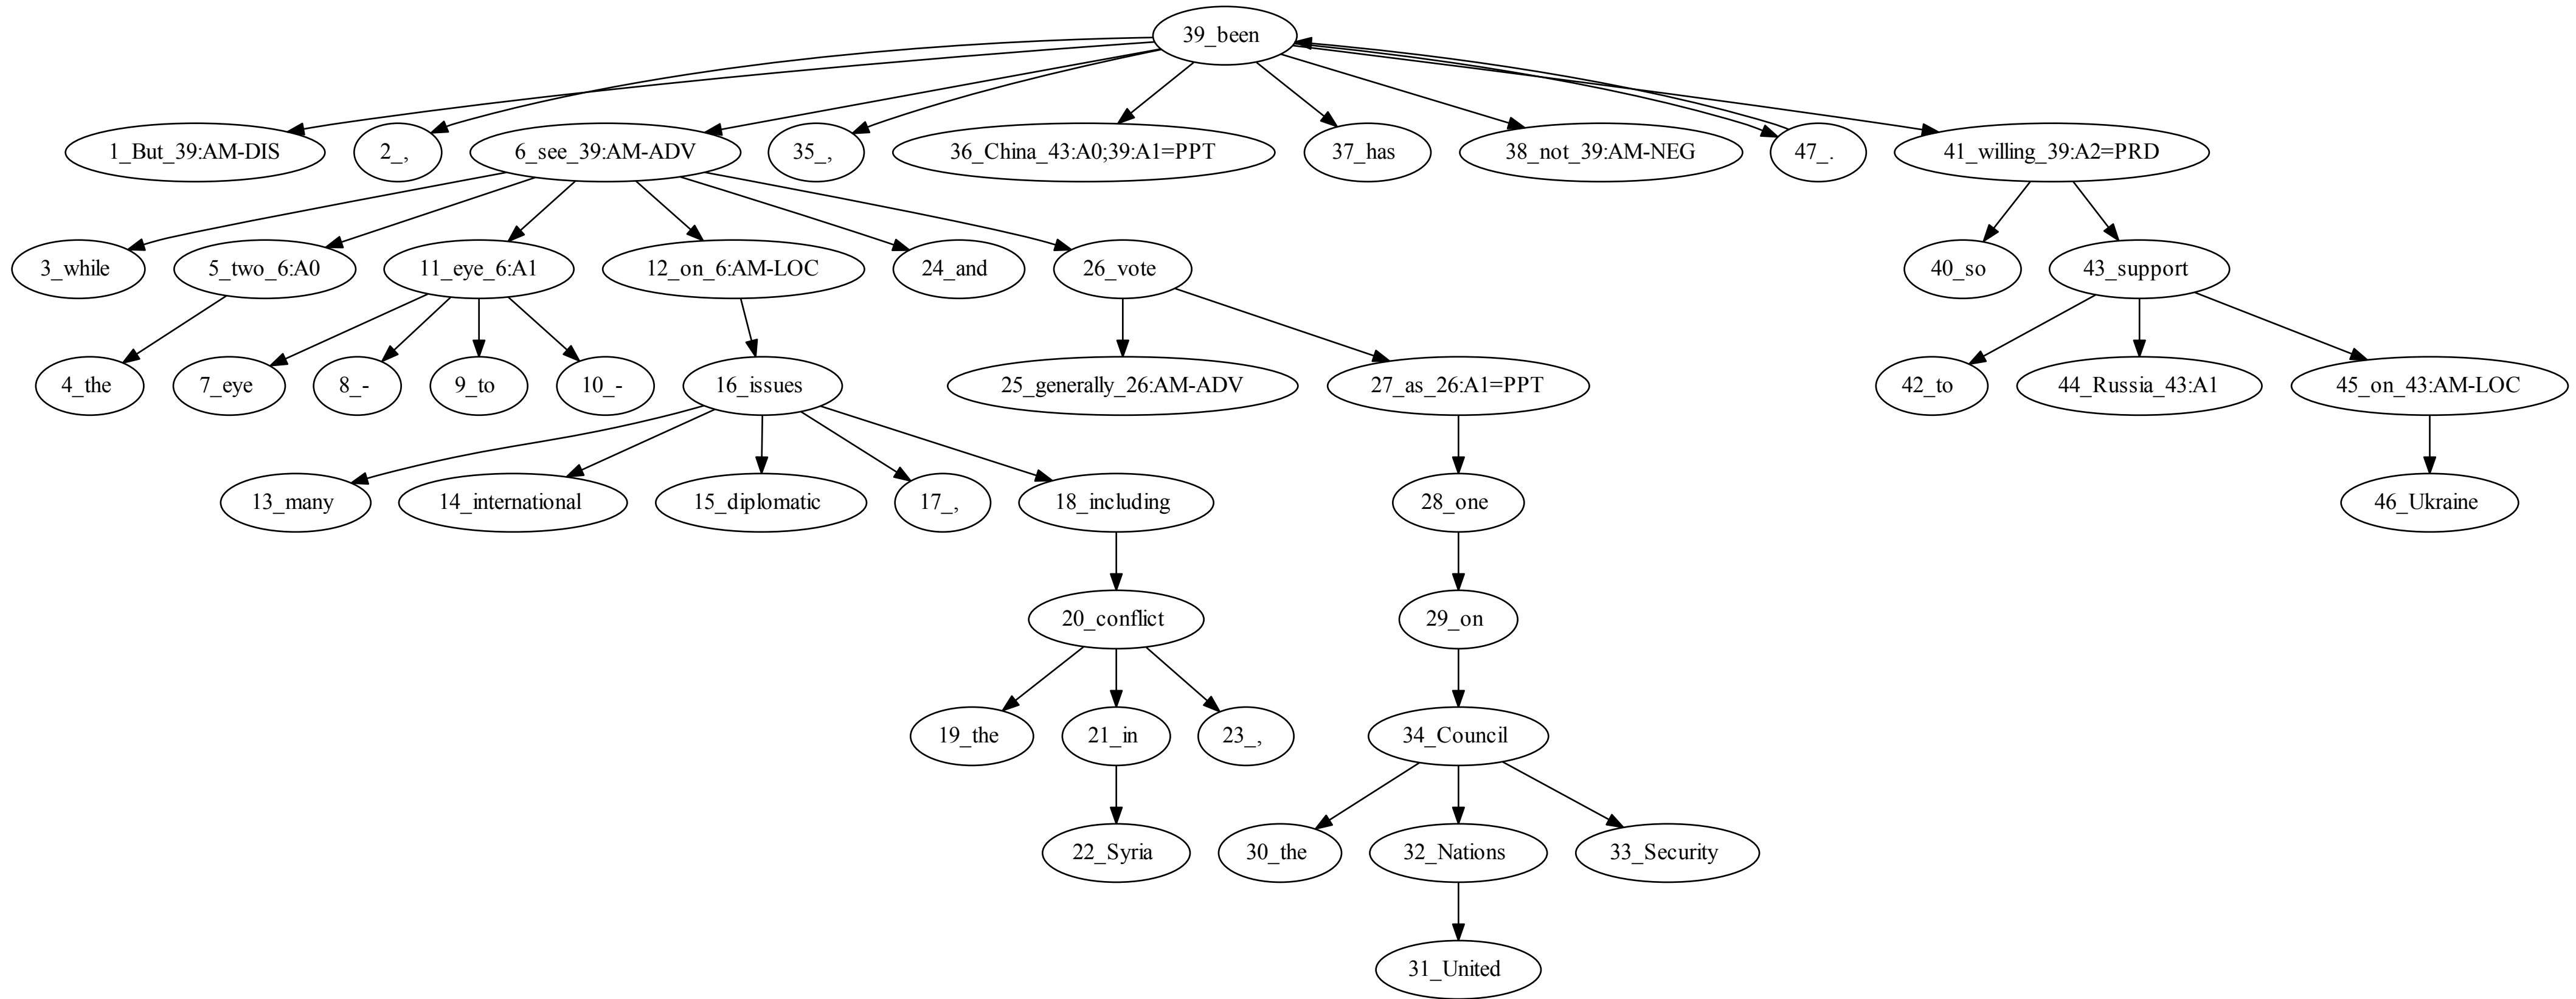 39_been
1_But_39:AM-DIS 2_, 6_see_39:AM-ADV 35_, 36_China_43:A0;39:A1=PPT 37_has 38_not_39:AM-NEG 47_. 41_willing_39:A2=PRD
3_while 5_two_6:A0 11_eye_6:A1 12_on_6:AM-LOC 24_and 26_vote 40_so 43_support
4_the 7_eye 8_- 9_to 10_- 16_issues 25_generally_26:AM-ADV 27_as_26:A1=PPT 42_to 44_Russia_43:A1 45_on_43:AM-LOC
13_many 14_international 15_diplomatic 17_, 18_including 28_one 46_Ukraine
20_conflict 29_on
19_the 21_in 23_, 34_Council
22_Syria 30_the 32_Nations 33_Security
31_United